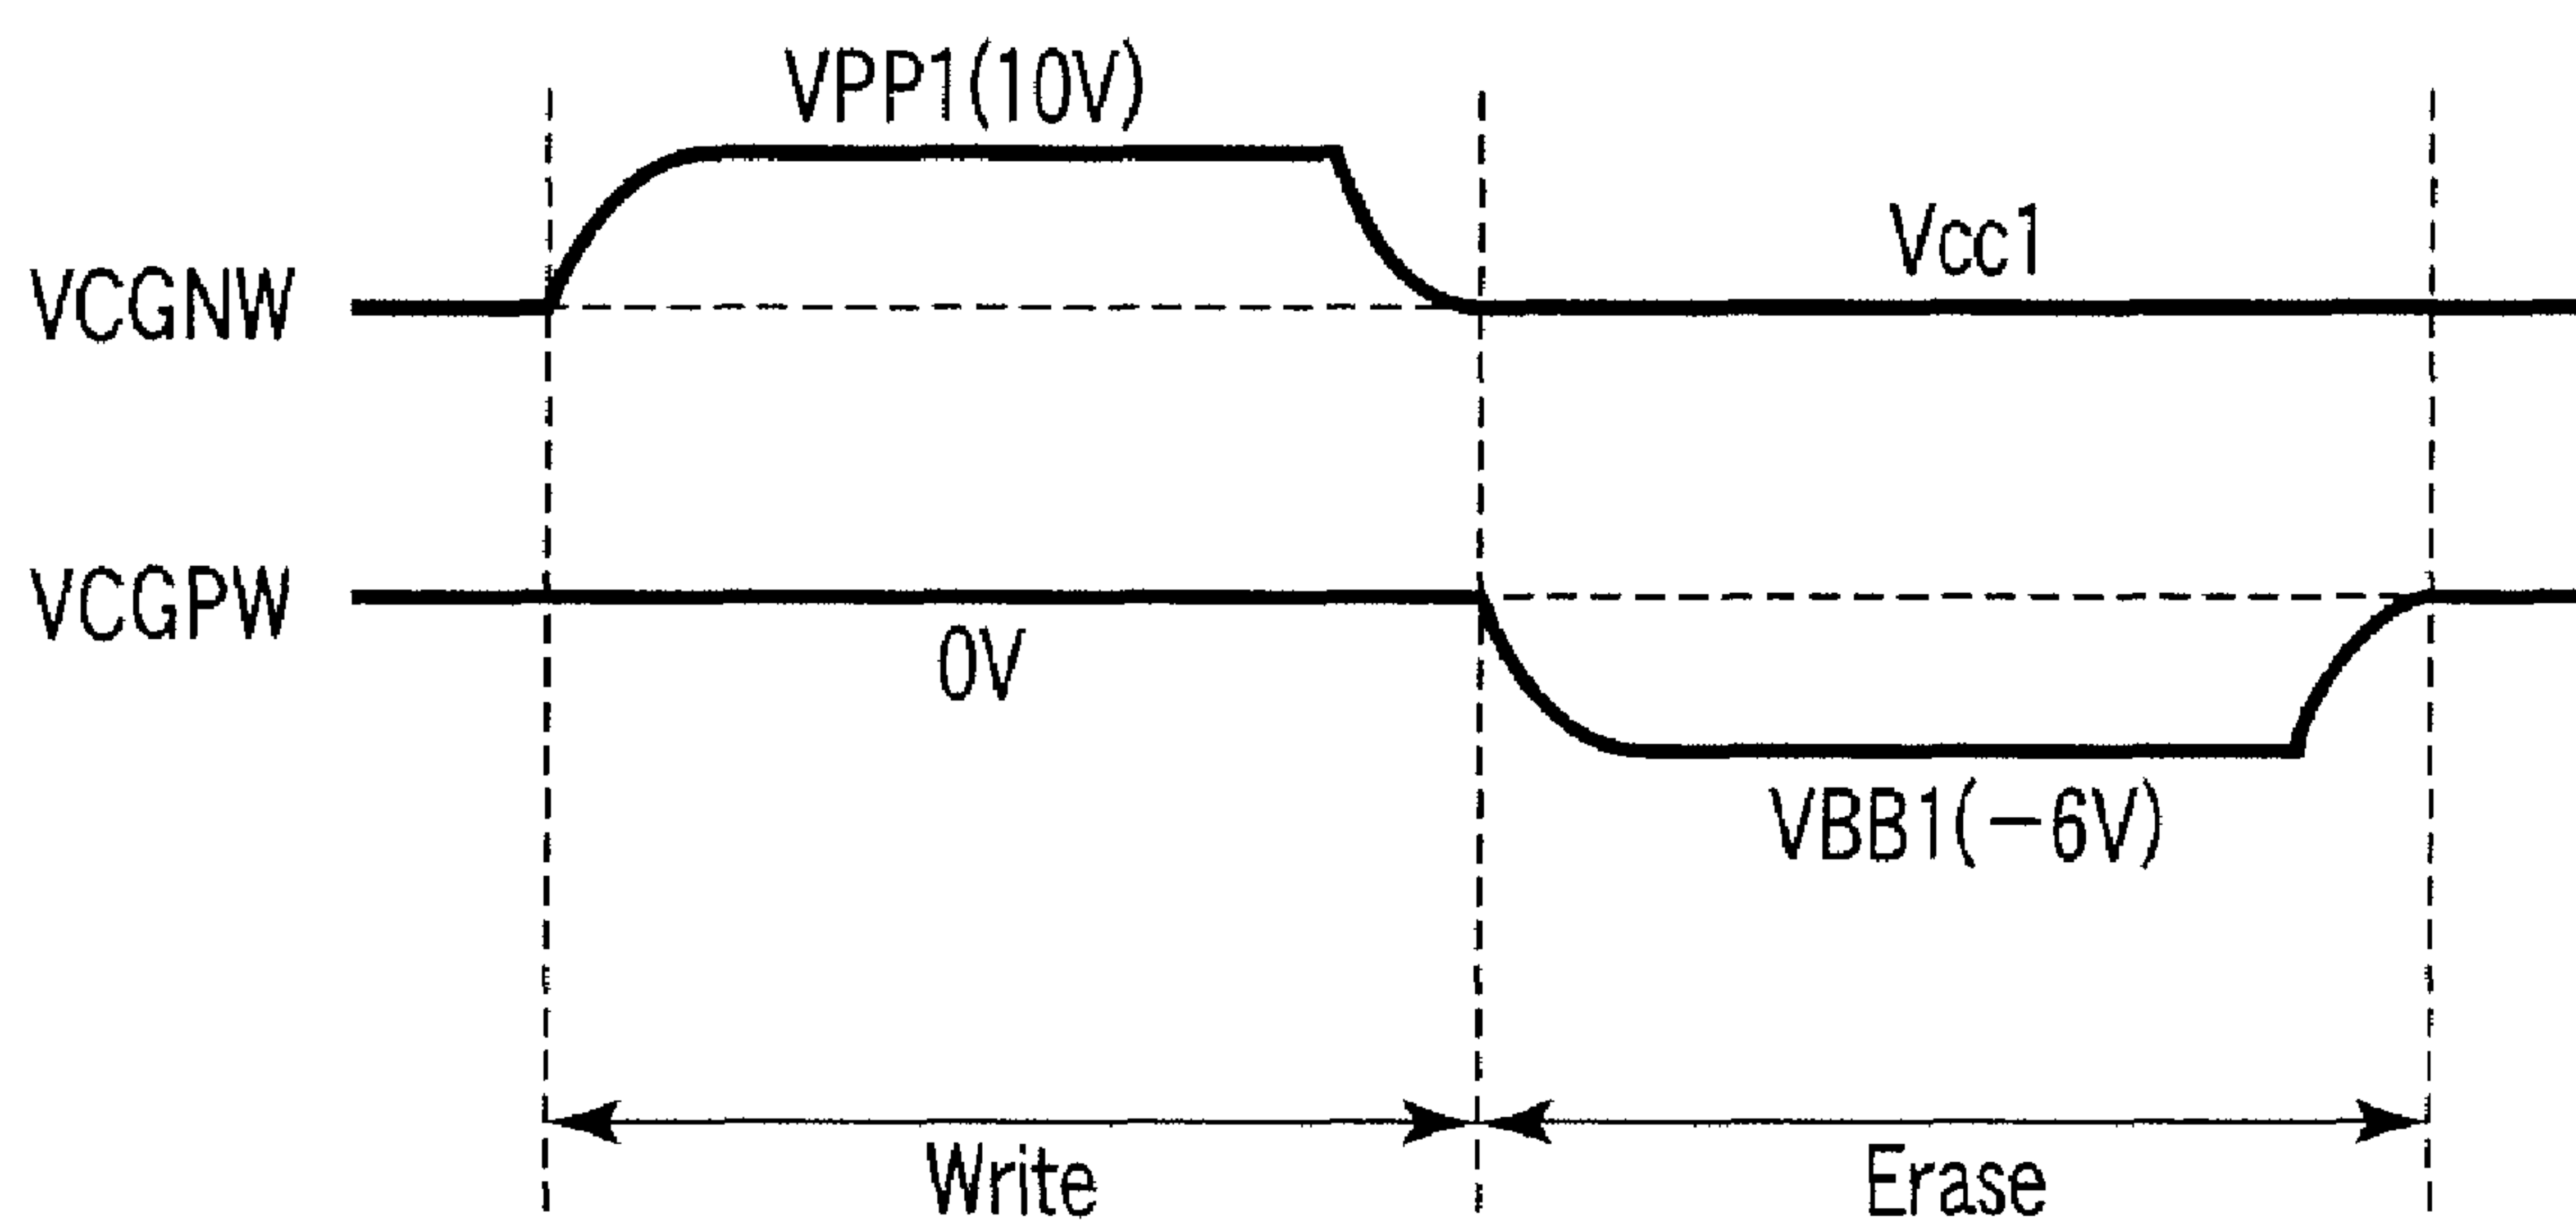 VPP1(10V)
Vcc1
VCGNW
VCGPW
0V
VBB1(−6V)
Write
Erase